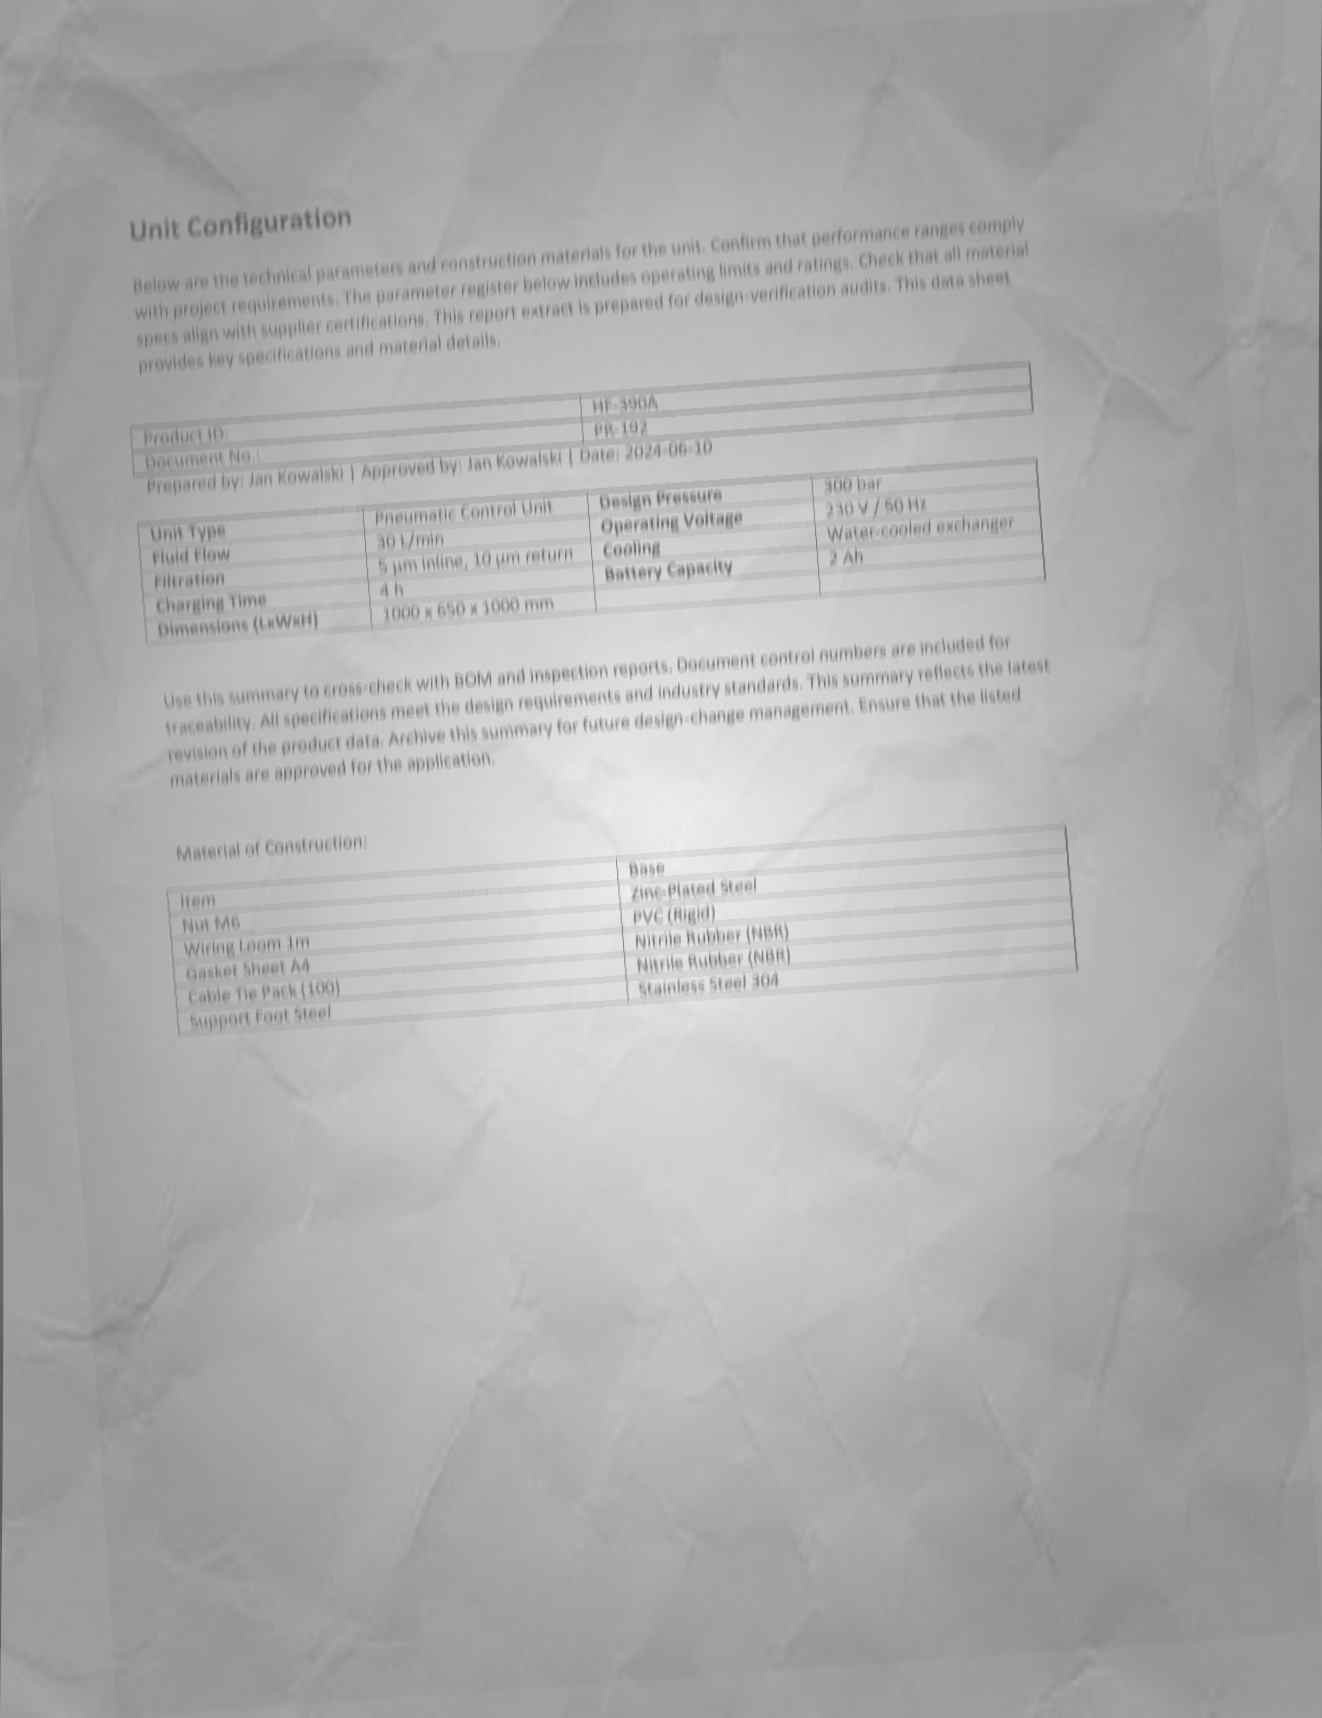 Unit Configuration
Below are the technical parameters and construction materials for the unit. Confirm that performance ranges comply
with project requirements. The parameter register below includes operating limits and ratings. Check that all material
specs align with supplier certifications. This report extract is prepared for design-verification audits. This data sheet
provides key specifications and material details.
Product ID: HF-390A
Document No.: PR-192
Prepared by: Jan Kowalski | Approved by: Jan Kowalski | Date: 2024-06-10
Unit Type Pneumatic Control Unit Design Pressure 300 bar
Fluid Flow 30 L/min Operating Voltage 230 V / 50 Hz
Filtration 5 µm inline, 10 µm return Cooling Water-cooled exchanger
Charging Time 4 h Battery Capacity 2 Ah
Dimensions (LxWxH) 1000 x 650 x 1000 mm
Use this summary to cross-check with BOM and inspection reports. Document control numbers are included for
traceability. All specifications meet the design requirements and industry standards. This summary reflects the latest
revision of the product data. Archive this summary for future design-change management. Ensure that the listed
materials are approved for the application.
Material of Construction:
Item Base
Nut M6 Zinc-Plated Steel
Wiring Loom 1m PVC (Rigid)
Gasket Sheet A4 Nitrile Rubber (NBR)
Cable Tie Pack (100) Nitrile Rubber (NBR)
Support Foot Steel Stainless Steel 304